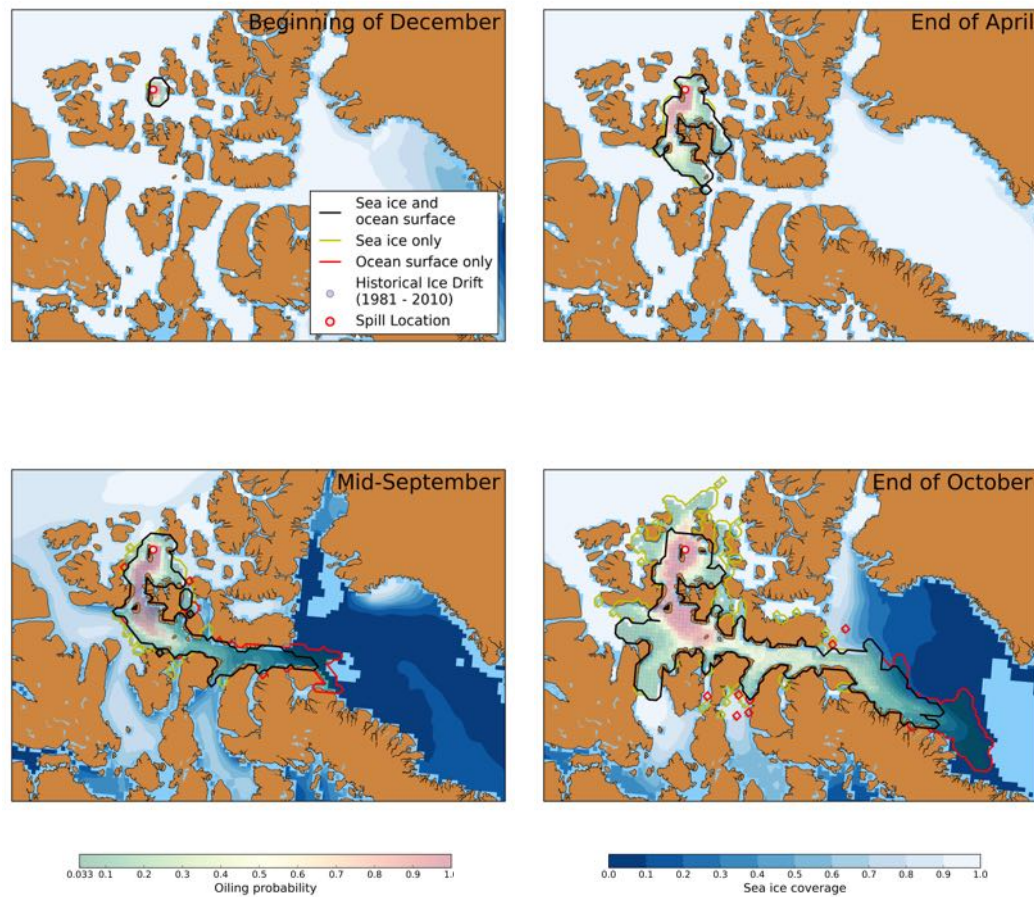 Beginning of December
End of April
Sea ice and
ocean surface
Sea ice only
Ocean surface only
Historical Ice Drift
(1981 - 2010)
Spill Location
Mid-September
End of October
0.033 0.1 0.2 0.3 0.4 0.5 0.6 0.7 0.8 0.9 1.0
Oiling probability
0.0 0.1 0.2 0.3 0.4 0.5 0.6 0.7 0.8 0.9 1.0
Sea ice coverage